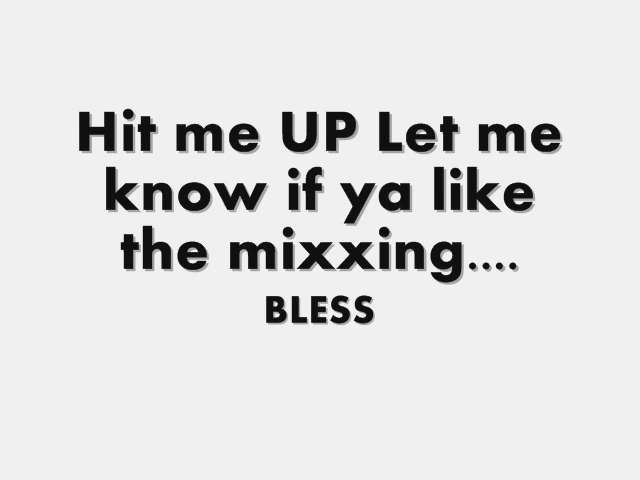 Hit me UP Let me
know if ya like
the mixxing....
BLESS